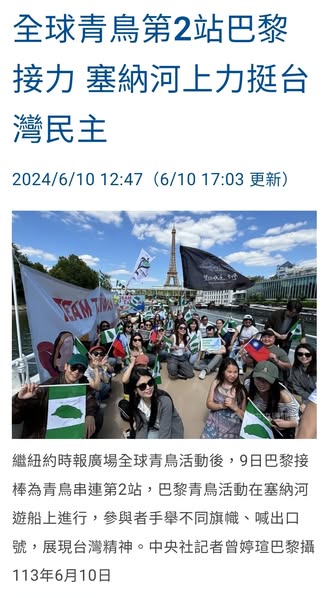 全球青鳥第2站巴黎
接力 塞納河上力挺台
灣民主
2024/6/10 12:47（6/10 17:03 更新）
TEAM TAIWAN
繼紐約時報廣場全球青鳥活動後，9日巴黎接
棒為青鳥串連第2站，巴黎青鳥活動在塞納河
遊船上進行，參與者手舉不同旗幟、喊出口
號，展現台灣精神。中央社記者曾婷瑄巴黎攝
113年6月10日